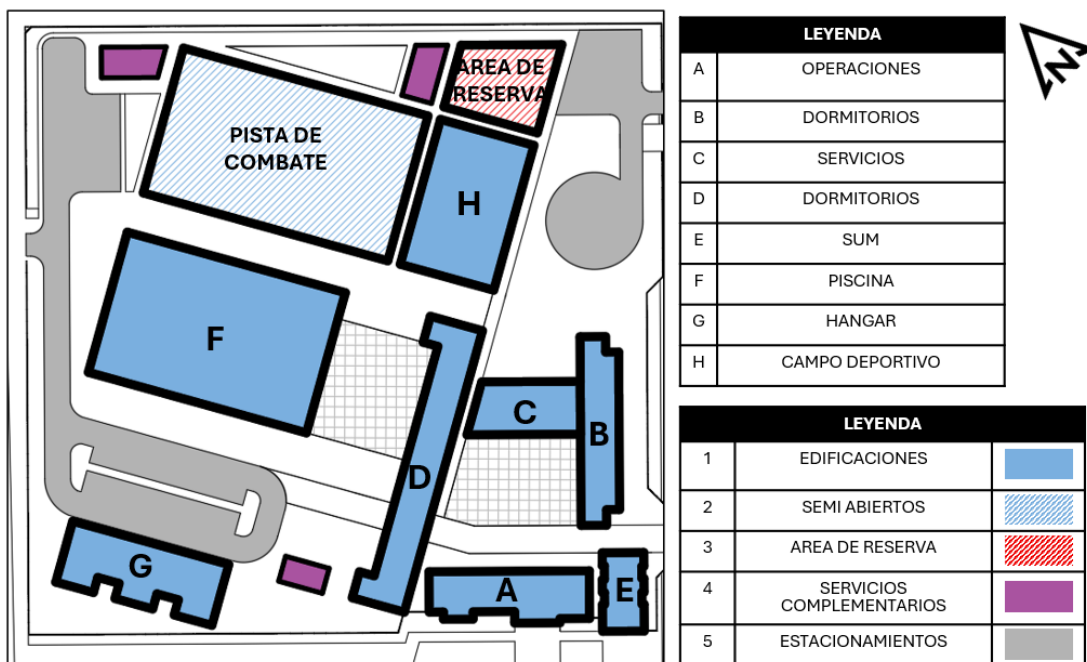 AREA DE
RESERVA
PISTA DE
COMBATE
H
F
C
B
D
G
A
E
LEYENDA
A OPERACIONES
B DORMITORIOS
C SERVICIOS
D DORMITORIOS
E SUM
F PISCINA
G HANGAR
H CAMPO DEPORTIVO
N
LEYENDA
1 EDIFICACIONES
2 SEMI ABIERTOS
3 AREA DE RESERVA
4 SERVICIOS
COMPLEMENTARIOS
5 ESTACIONAMIENTOS